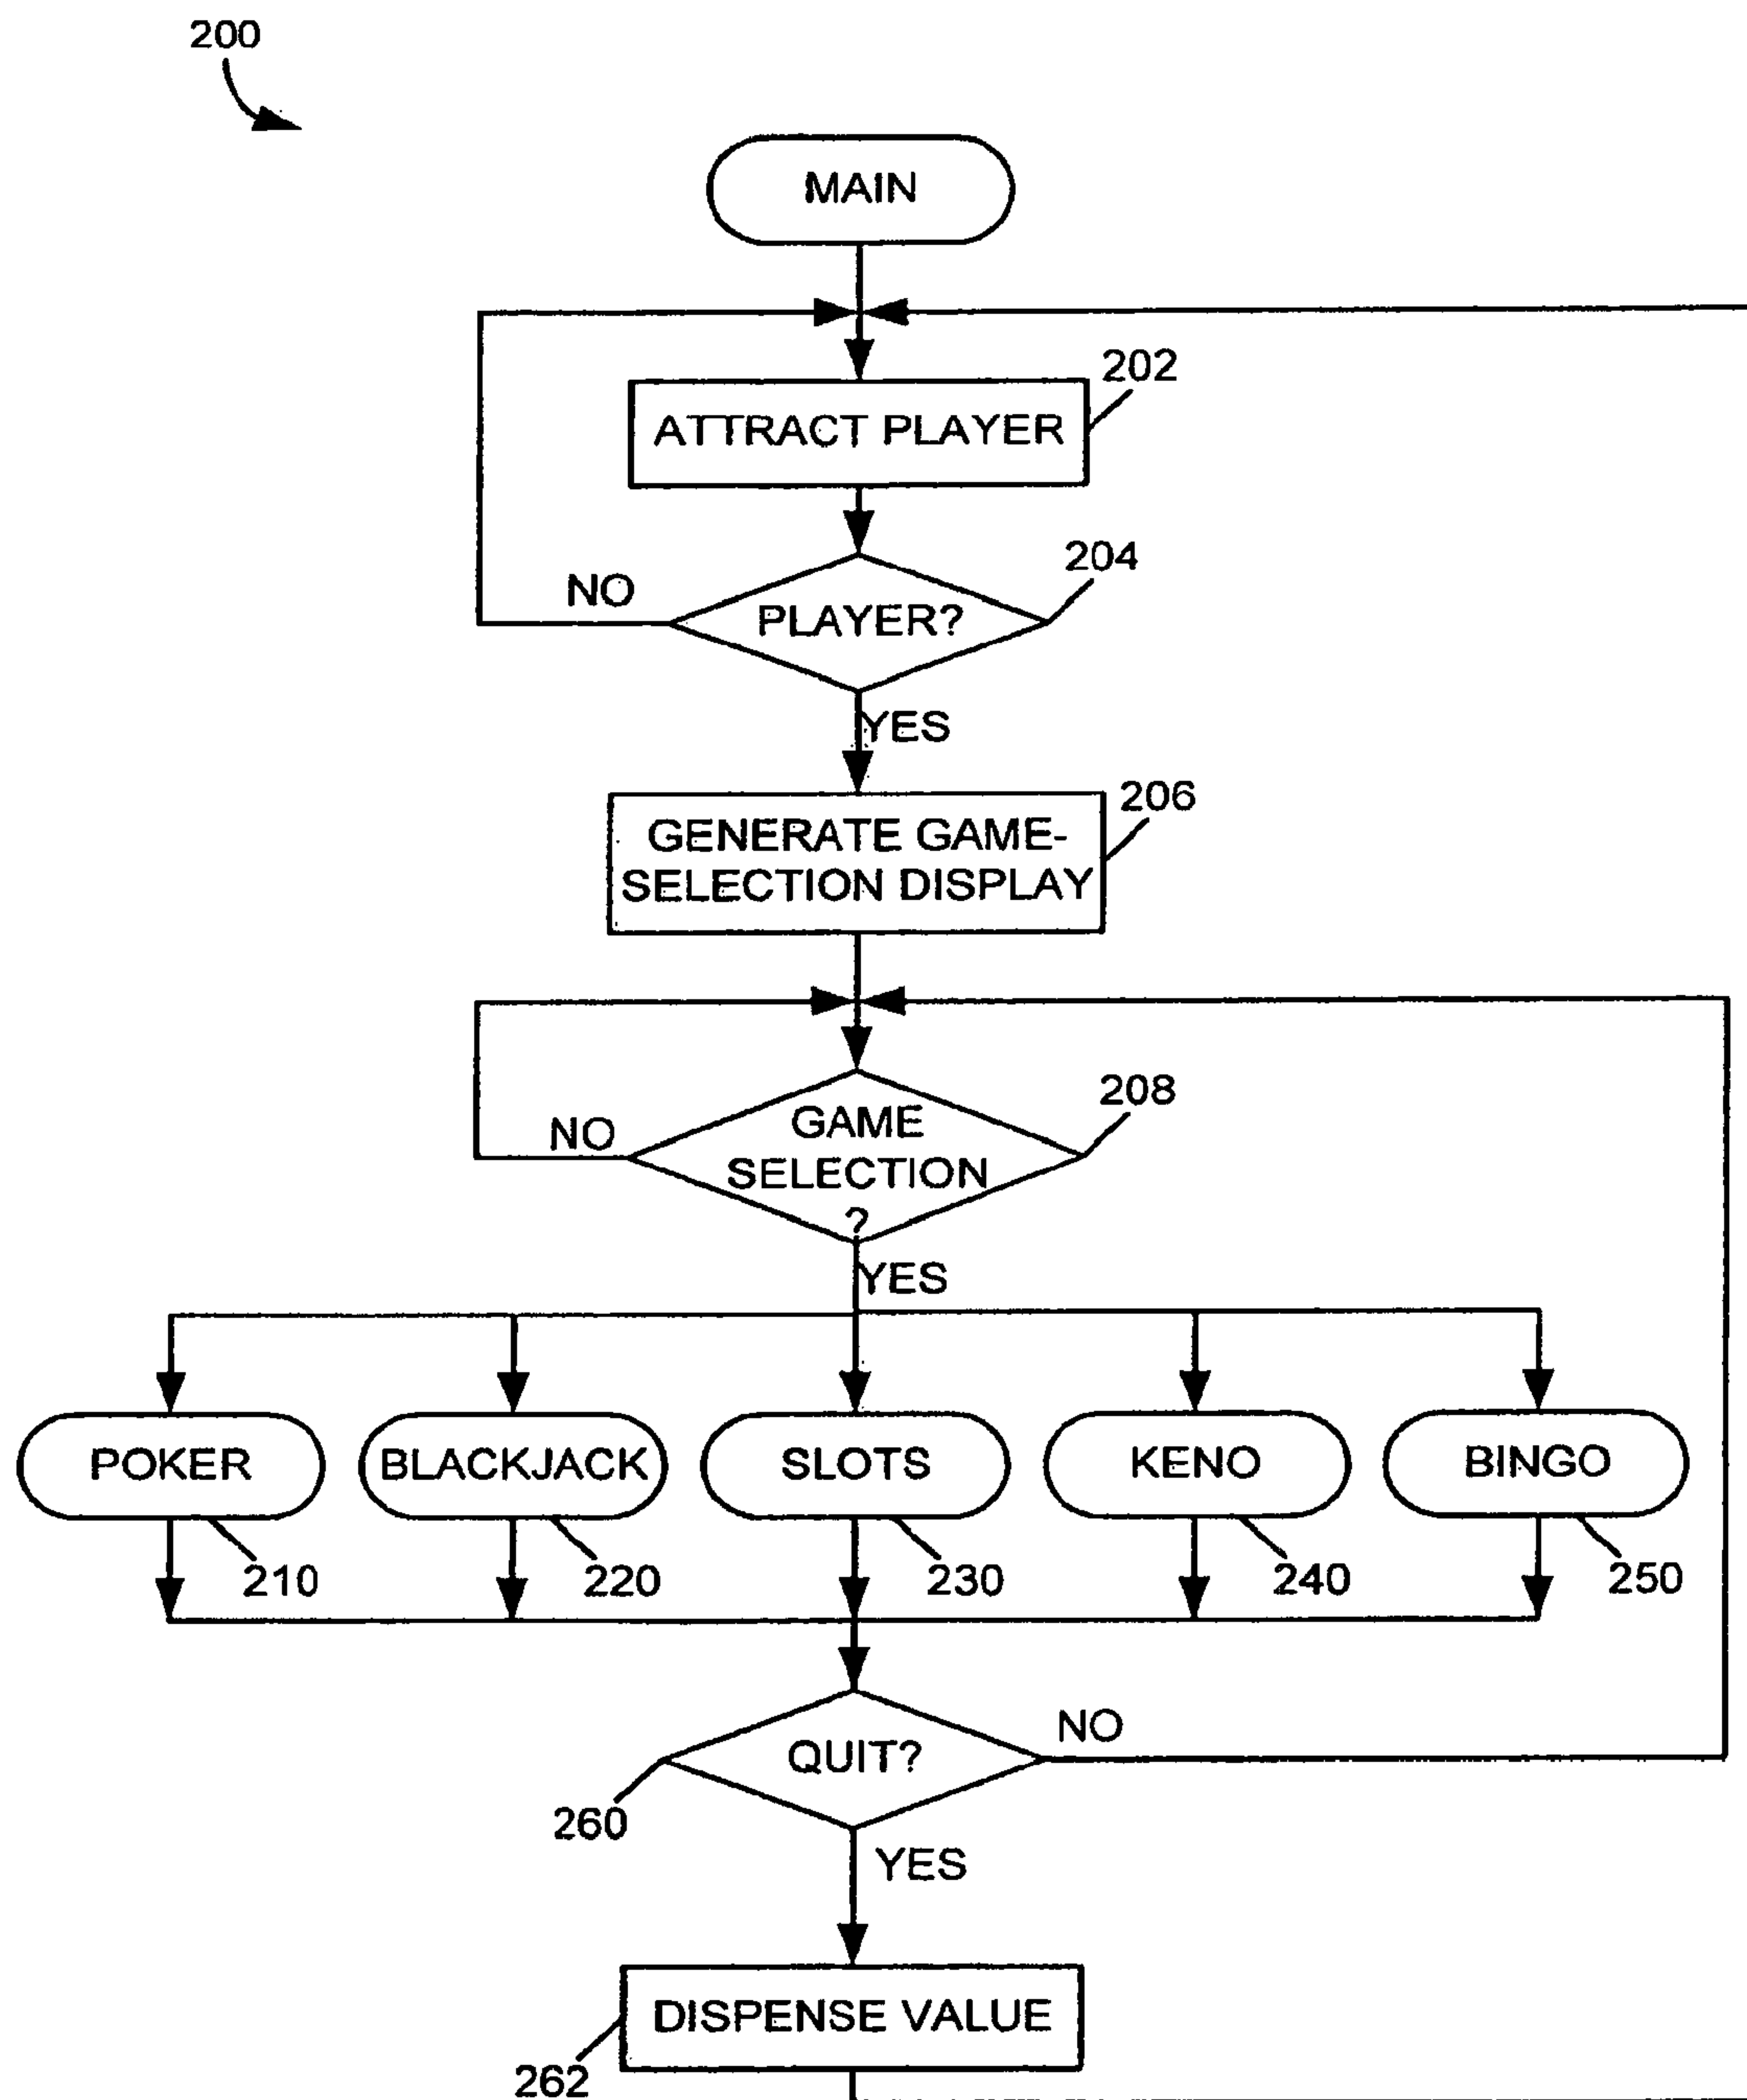 200
MAIN
202
ATTRACT PLAYER
204
NO
PLAYER?
YES
206
GENERATE GAME-
SELECTION DISPLAY
208
NO
GAME
SELECTION
?
YES
POKER
BLACKJACK
SLOTS
KENO
BINGO
210
220
230
240
250
NO
QUIT?
260
YES
DISPENSE VALUE
262